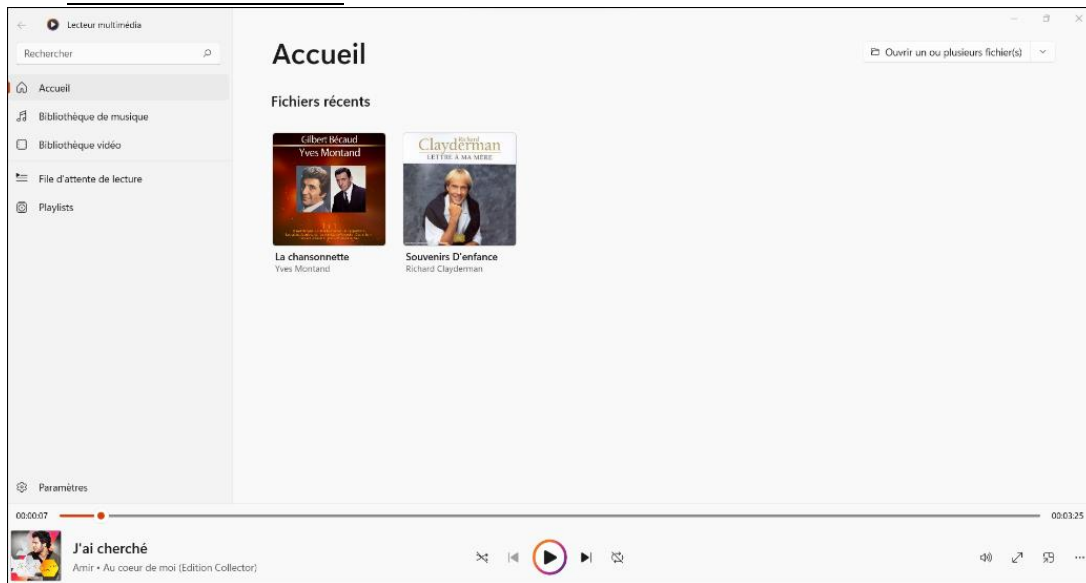 Lecteur multimédia
Rechercher
Accueil
Bibliothèque de musique
Bibliothèque vidéo
File d'attente de lecture
Playlists
Paramètres
Accueil
Ouvrir un ou plusieurs fichier(s)
Fichiers récents
Gilbert Bécaud
Yves Montand
La chansonnette
Yves Montand
Richard
Clayderman
LETTRE À MA MÈRE
Souvenirs D'enfance
Richard Clayderman
00:00:07
00:03:25
J'ai cherché
Amir • Au coeur de moi (Edition Collector)